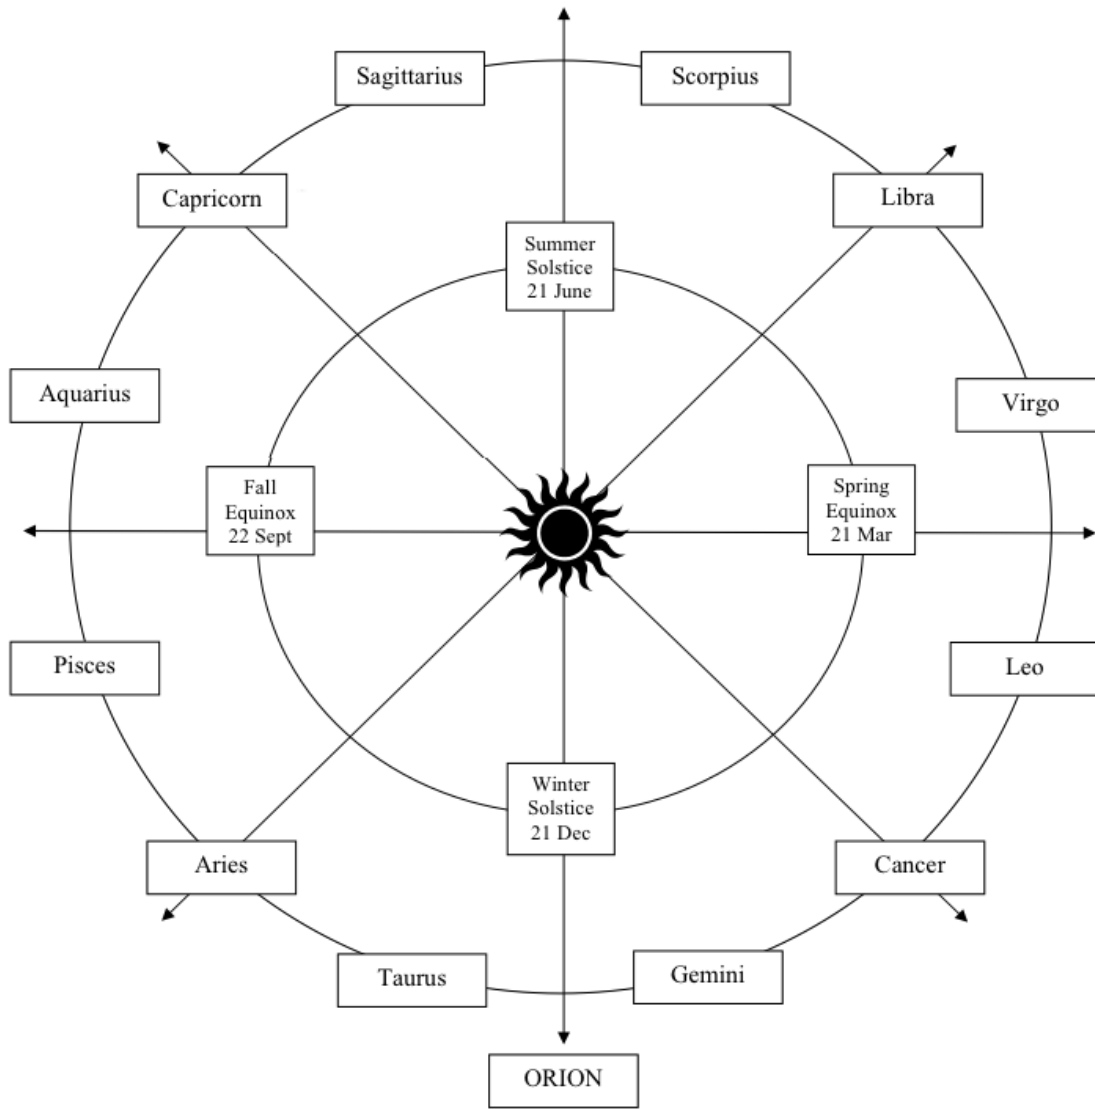 Sagittarius
Scorpius
Capricorn
Libra
Summer
Solstice
21 June
Aquarius
Virgo
Fall
Equinox
22 Sept
Spring
Equinox
21 Mar
Pisces
Leo
Winter
Solstice
21 Dec
Aries
Cancer
Taurus
Gemini
ORION